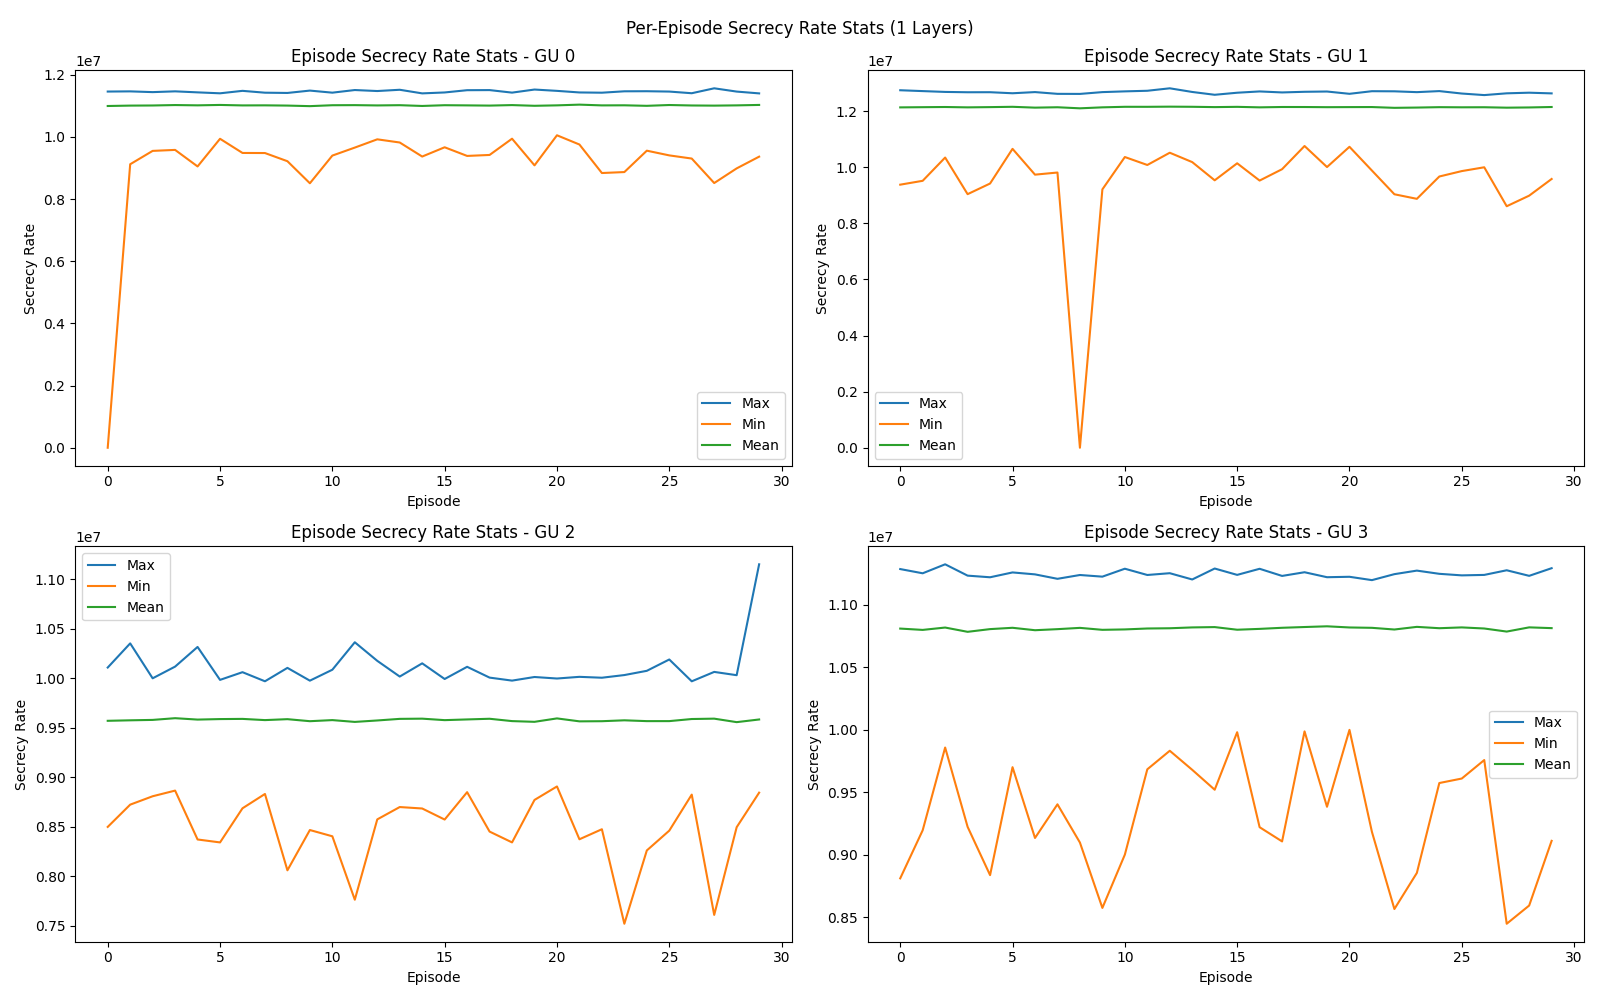 Per-Episode Secrecy Rate Stats (1 Layers)
Episode Secrecy Rate Stats - GU 0
1e7
1.2
1.0
0.8
0.6
0.4
0.2
0.0
Secrecy Rate
Max
Min
Mean
0 5 10 15 20 25 30
Episode
Episode Secrecy Rate Stats - GU 1
1e7
1.2
1.0
0.8
0.6
0.4
0.2
0.0
Secrecy Rate
Max
Min
Mean
0 5 10 15 20 25 30
Episode
Episode Secrecy Rate Stats - GU 2
1e7
1.10
1.05
1.00
0.95
0.90
0.85
0.80
0.75
Secrecy Rate
Max
Min
Mean
0 5 10 15 20 25 30
Episode
Episode Secrecy Rate Stats - GU 3
1e7
1.10
1.05
1.00
0.95
0.90
0.85
Secrecy Rate
Max
Min
Mean
0 5 10 15 20 25 30
Episode